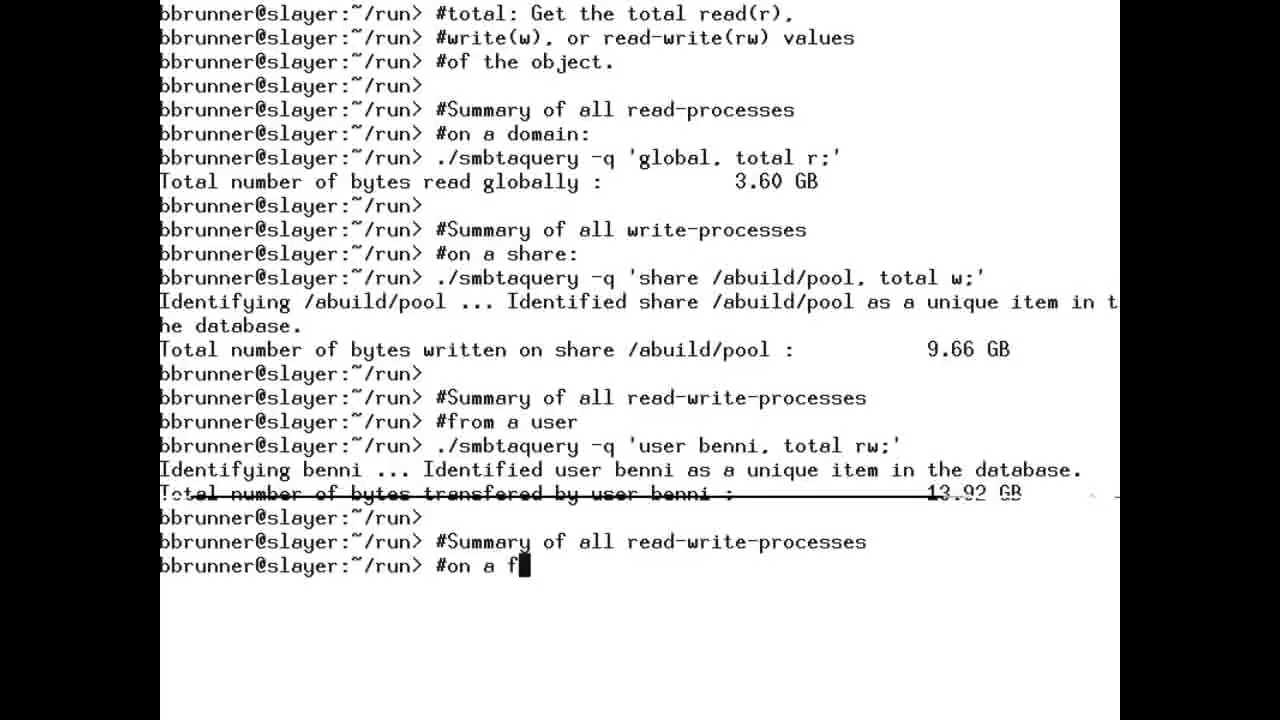 bbrunner@slayer:~/run> #total: Get the total read(r),
bbrunner@slayer:~/run> #write(w), or read-write(rw) values
bbrunner@slayer:~/run> #of the object.
bbrunner@slayer:~/run>
bbrunner@slayer:~/run> #Summary of all read-processes
bbrunner@slayer:~/run> #on a domain:
bbrunner@slayer:~/run> ./smbtaquery -q 'global, total r;'
Total number of bytes read globally : 3.60 GB
bbrunner@slayer:~/run>
bbrunner@slayer:~/run> #Summary of all write-processes
bbrunner@slayer:~/run> #on a share:
bbrunner@slayer:~/run> ./smbtaquery -q 'share /abuild/pool, total w;'
Identifying /abuild/pool ... Identified share /abuild/pool as a unique item in t
he database.
Total number of bytes written on share /abuild/pool : 9.66 GB
bbrunner@slayer:~/run>
bbrunner@slayer:~/run> #Summary of all read-write-processes
bbrunner@slayer:~/run> #from a user
bbrunner@slayer:~/run> ./smbtaquery -q 'user benni, total rw;'
Identifying benni ... Identified user benni as a unique item in the database.
Total number of bytes transfered by user benni : 13.92 GB
bbrunner@slayer:~/run>
bbrunner@slayer:~/run> #Summary of all read-write-processes
bbrunner@slayer:~/run> #on a f